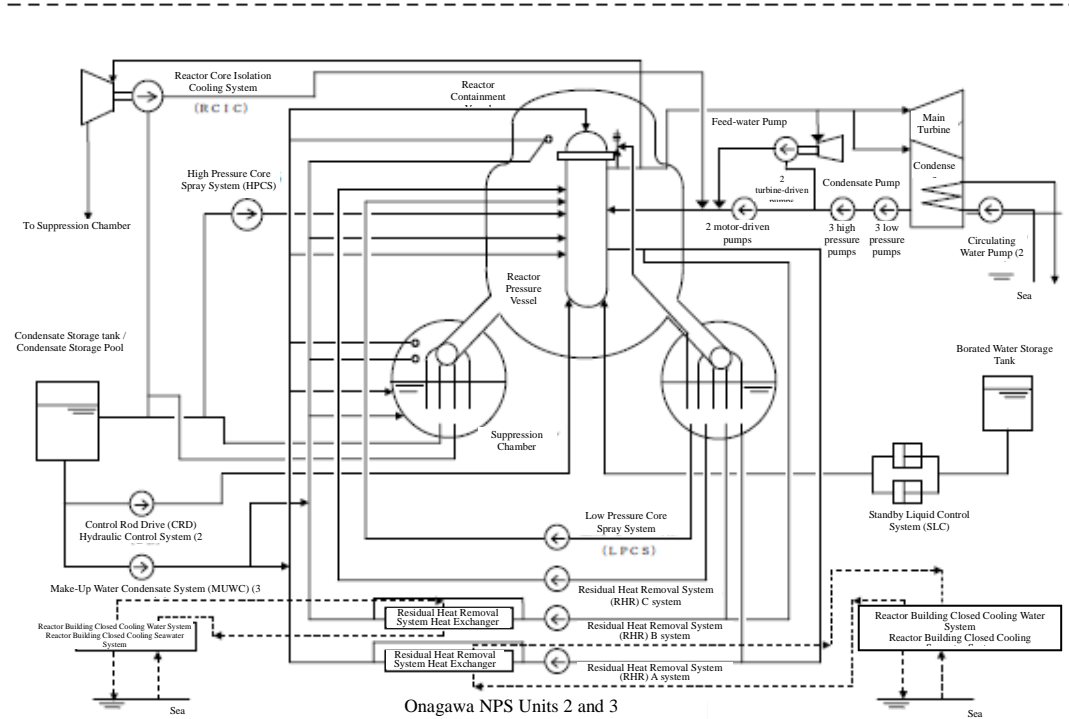 Reactor Core Isolation
Cooling System
(RCIC)
Reactor
Containment
Feed-water Pump
Main
Turbine
Condense
High Pressure Core
Spray System (HPCS)
2
turbine-driven
pumps
Condensate Pump
To Suppression Chamber
2 motor-driven
pumps
3 high
pressure
pumps
3 low
pressure
pumps
Circulating
Water Pump (2
Sea
Reactor
Pressure
Vessel
Condensate Storage tank /
Condensate Storage Pool
Borated Water Storage
Tank
Suppression
Chamber
Standby Liquid Control
System (SLC)
Control Rod Drive (CRD)
Hydraulic Control System (2
Low Pressure Core
Spray System
(LPCS)
Make-Up Water Condensate System (MUWC) (3
Residual Heat Removal System
(RHR) C system
Residual Heat Removal
System Heat Exchanger
Residual Heat Removal System
(RHR) B system
Reactor Building Closed Cooling Water System
Reactor Building Closed Cooling Seawater
System
Reactor Building Closed Cooling Water
System
Reactor Building Closed Cooling
Residual Heat Removal
System Heat Exchanger
Residual Heat Removal System
(RHR) A system
Sea
Onagawa NPS Units 2 and 3
Sea